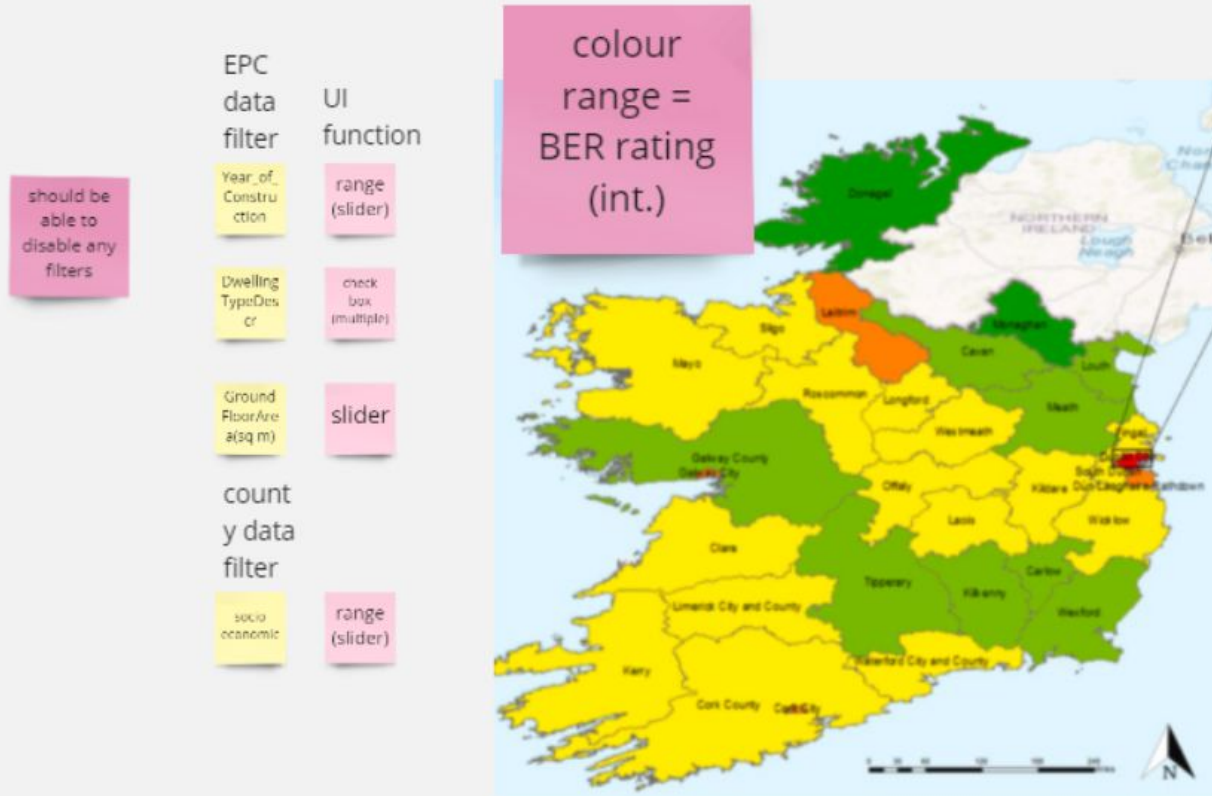 should be
able to
disable any
filters
EPC
data
filter
UI
function
Year_of_
Constru
ction
range
(slider)
Dwelling
TypeDes
cr
check
box
(multiple)
Ground
FloorAre
a(sq m)
slider
count
y data
filter
socio
economic
range
(slider)
colour
range =
BER rating
(int.)
Donegal
NORTHERN
IRELAND
Lough
Neagh
Leitrim
Sligo
Monaghan
Mayo
Cavan
Louth
Roscommon
Longford
Meath
Westmeath
Fingal
Galway County
Galway City
Offaly
Kildare
Laois
Wicklow
Clare
Tipperary
Carlow
Kilkenny
Limerick City and County
Wexford
Waterford City and County
Kerry
Cork County
Cork City
N